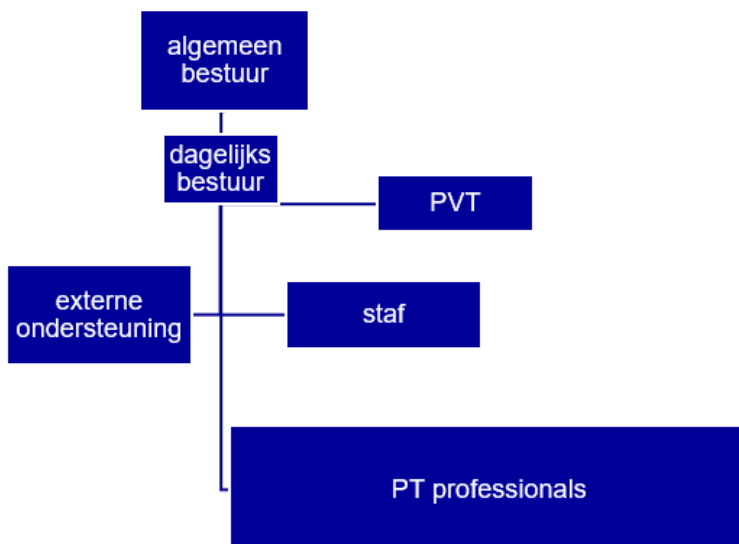 algemeen
bestuur
dagelijks
bestuur
PVT
externe
ondersteuning
staf
PT professionals